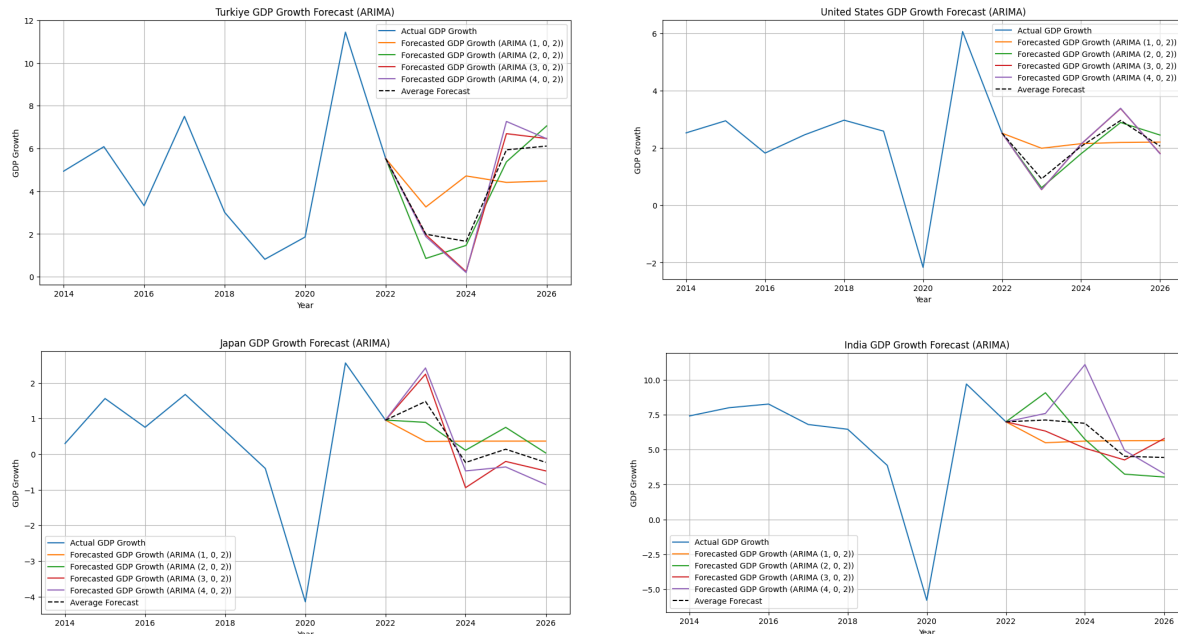 Turkiye GDP Growth Forecast (ARIMA)
12
10
8
6
4
2
0
GDP Growth
Actual GDP Growth
Forecasted GDP Growth (ARIMA (1, 0, 2))
Forecasted GDP Growth (ARIMA (2, 0, 2))
Forecasted GDP Growth (ARIMA (3, 0, 2))
Forecasted GDP Growth (ARIMA (4, 0, 2))
Average Forecast
2014 2016 2018 2020 2022 2024 2026
Year
United States GDP Growth Forecast (ARIMA)
6
4
2
0
−2
GDP Growth
Actual GDP Growth
Forecasted GDP Growth (ARIMA (1, 0, 2))
Forecasted GDP Growth (ARIMA (2, 0, 2))
Forecasted GDP Growth (ARIMA (3, 0, 2))
Forecasted GDP Growth (ARIMA (4, 0, 2))
Average Forecast
2014 2016 2018 2020 2022 2024 2026
Year
Japan GDP Growth Forecast (ARIMA)
2
1
0
−1
−2
−3
−4
GDP Growth
Actual GDP Growth
Forecasted GDP Growth (ARIMA (1, 0, 2))
Forecasted GDP Growth (ARIMA (2, 0, 2))
Forecasted GDP Growth (ARIMA (3, 0, 2))
Forecasted GDP Growth (ARIMA (4, 0, 2))
Average Forecast
2014 2016 2018 2020 2022 2024 2026
Year
India GDP Growth Forecast (ARIMA)
10.0
7.5
5.0
2.5
0.0
−2.5
−5.0
GDP Growth
Actual GDP Growth
Forecasted GDP Growth (ARIMA (1, 0, 2))
Forecasted GDP Growth (ARIMA (2, 0, 2))
Forecasted GDP Growth (ARIMA (3, 0, 2))
Forecasted GDP Growth (ARIMA (4, 0, 2))
Average Forecast
2014 2016 2018 2020 2022 2024 2026
Year